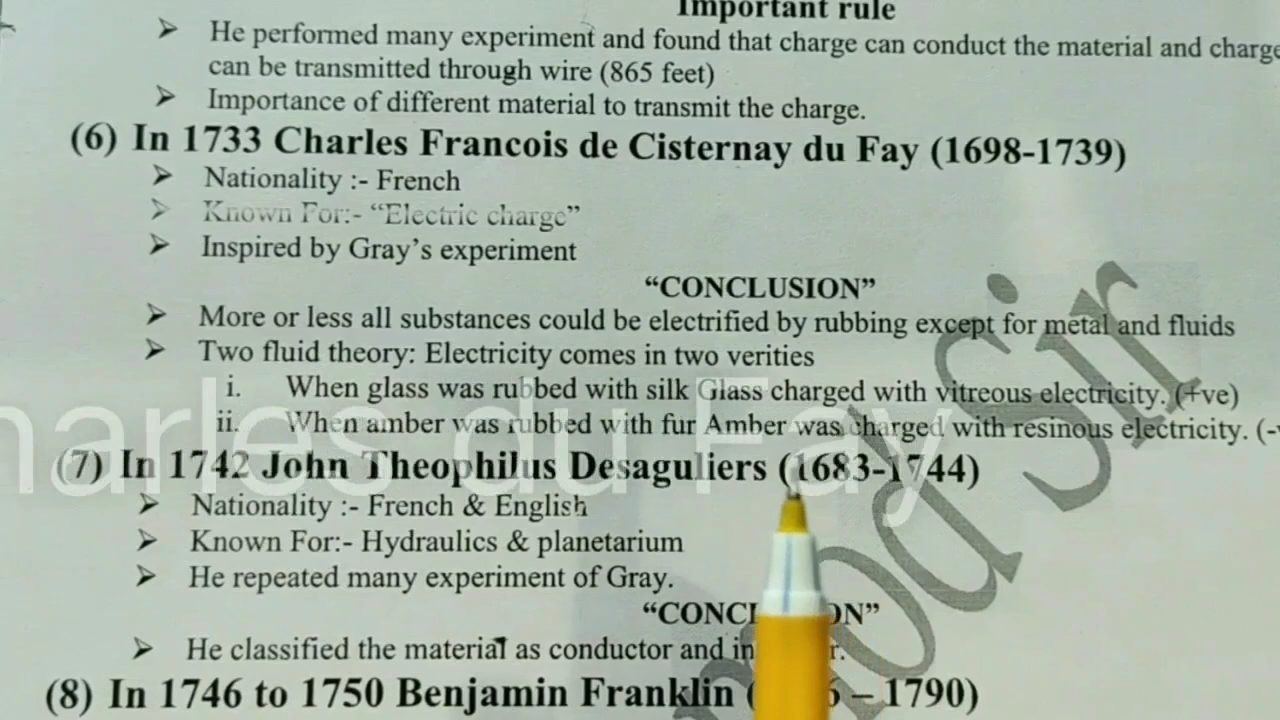 Important rule
➢ He performed many experiment and found that charge can conduct the material and charge
can be transmitted through wire (865 feet)
➢ Importance of different material to transmit the charge.
(6) In 1733 Charles Francois de Cisternay du Fay (1698-1739)
➢ Nationality :- French
➢ Known For:- “Electric charge”
➢ Inspired by Gray’s experiment
“CONCLUSION”
➢ More or less all substances could be electrified by rubbing except for metal and fluids
➢ Two fluid theory: Electricity comes in two verities
i. When glass was rubbed with silk Glass charged with vitreous electricity. (+ve)
ii. When amber was rubbed with fur Amber was charged with resinous electricity. (-v
harles du Fay
(7) In 1742 John Theophilus Desaguliers (1683-1744)
➢ Nationality :- French & English
➢ Known For:- Hydraulics & planetarium
➢ He repeated many experiment of Gray.
➢ He classified the material as conductor and
(8) In 1746 to 1750 Benjamin Franklin – 1790)
Sir